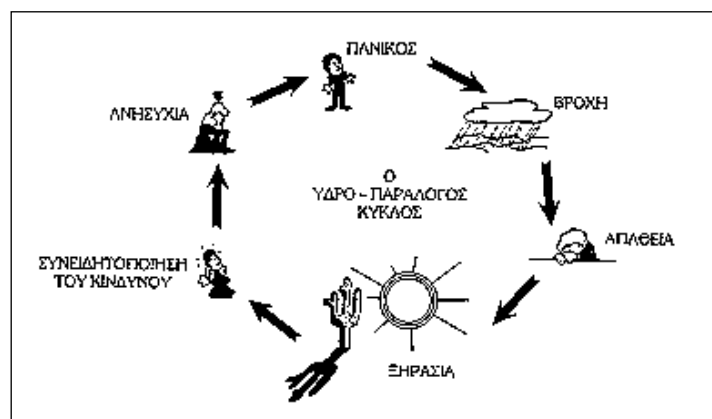 ΠΑΝΙΚΟΣ
ΒΡΟΧΗ
ΑΝΗΣΥΧΙΑ
Ο
ΥΔΡΟ - ΠΑΡΑΛΟΓΟΣ
ΚΥΚΛΟΣ
ΑΠΑΘΕΙΑ
ΣΥΝΕΙΔΗΤΟΠΟΙΗΣΗ
ΤΟΥ ΚΙΝΔΥΝΟΥ
ΞΗΡΑΣΙΑ